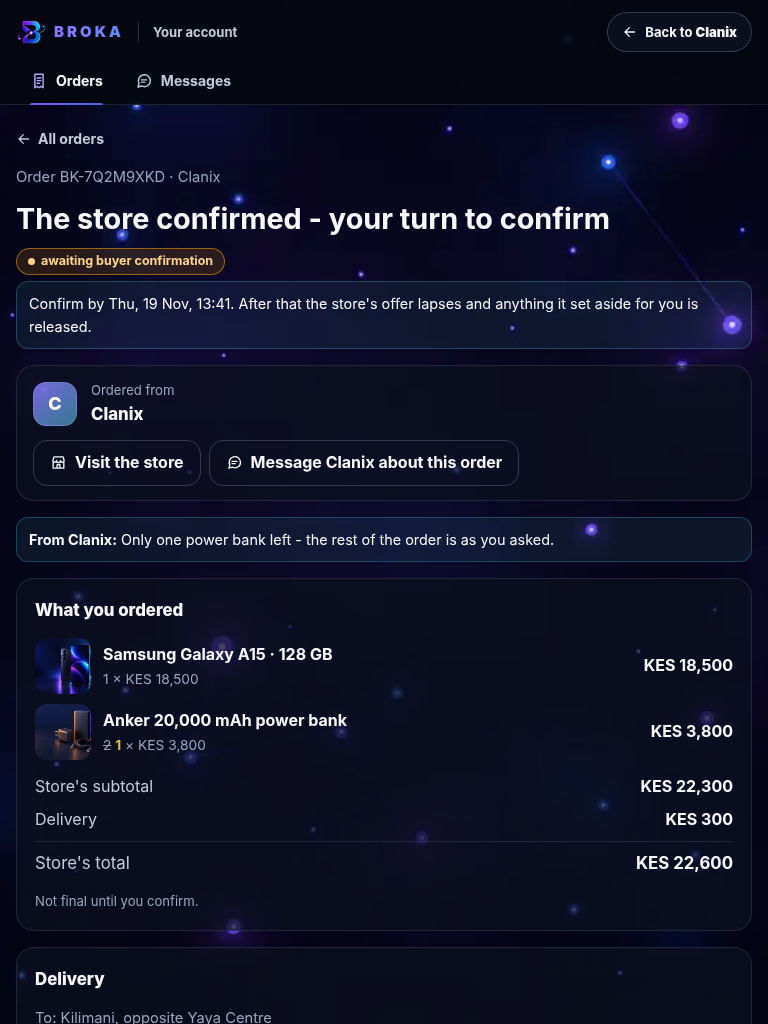 BROKA
Your account
Back to Clanix
Orders
Messages
All orders
Order BK-7Q2M9XKD · Clanix
The store confirmed - your turn to confirm
awaiting buyer confirmation
Confirm by Thu, 19 Nov, 13:41. After that the store's offer lapses and anything it set aside for you is
released.
C
Ordered from
Clanix
Visit the store
Message Clanix about this order
From Clanix: Only one power bank left - the rest of the order is as you asked.
What you ordered
Samsung Galaxy A15 · 128 GB
1 × KES 18,500
KES 18,500
Anker 20,000 mAh power bank
2 1 × KES 3,800
KES 3,800
Store's subtotal
KES 22,300
Delivery
KES 300
Store's total
KES 22,600
Not final until you confirm.
Delivery
To: Kilimani, opposite Yaya Centre